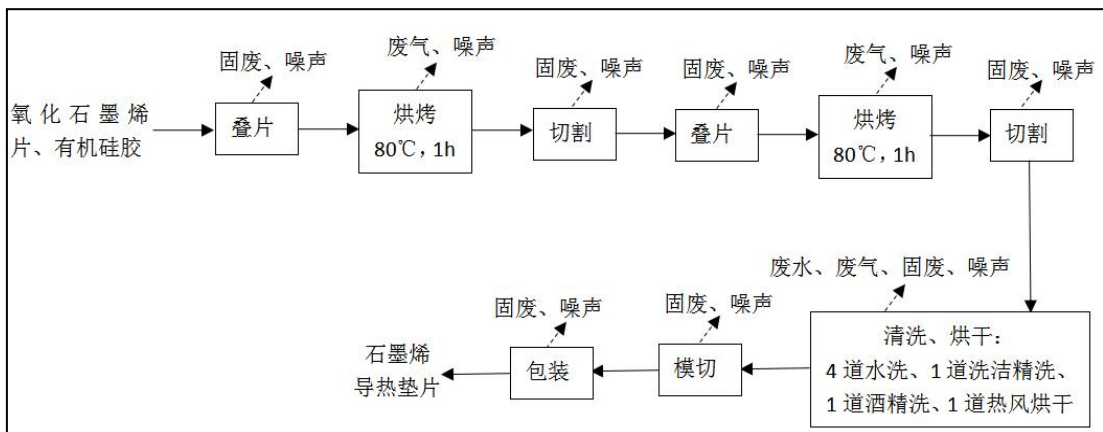 固废、噪声
废气、噪声
固废、噪声
固废、噪声
废气、噪声
固废、噪声
氧化石墨烯
片、有机硅胶
叠片
烘烤
80℃,1h
切割
叠片
烘烤
80℃,1h
切割
废水、废气、固废、噪声
清洗、烘干:
4道水洗、1道洗洁精洗、
1道酒精洗、1道热风烘干
固废、噪声
模切
固废、噪声
包装
石墨烯
导热垫片